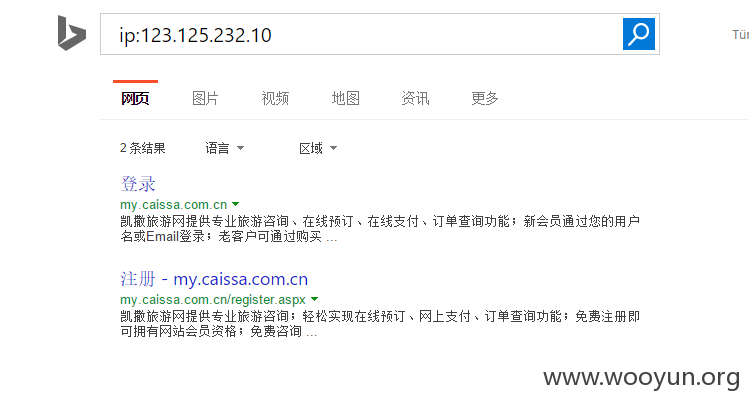 ip:123.125.232.10
Tür
网页 图片 视频 地图 资讯 更多
2 条结果 语言 区域
登录
my.caissa.com.cn
凯撒旅游网提供专业旅游咨询、在线预订、在线支付、订单查询功能；新会员通过您的用户
名或Email登录；老客户可通过购买 ...
注册 - my.caissa.com.cn
my.caissa.com.cn/register.aspx
凯撒旅游网提供专业旅游咨询；轻松实现在线预订、网上支付、订单查询功能；免费注册即
可拥有网站会员资格；免费咨询 ...
www.wooyun.org